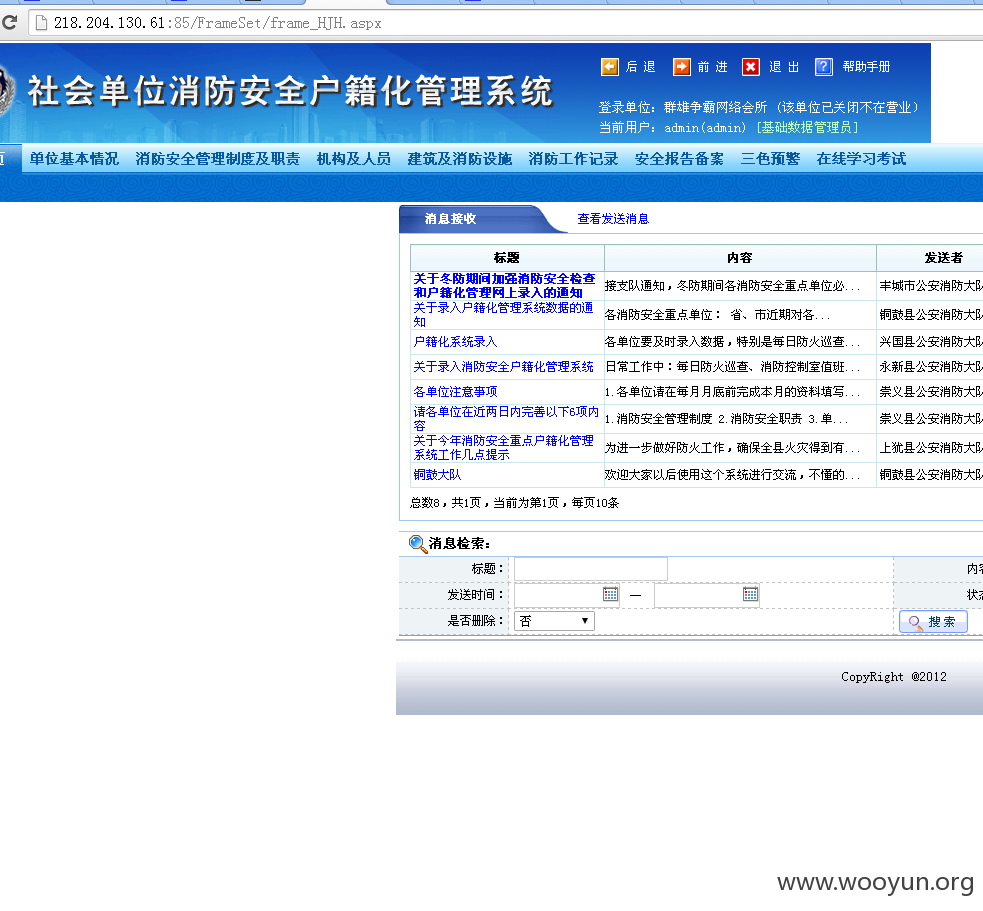 218.204.130.61:85/FrameSet/frame_HJH.aspx
社会单位消防安全户籍化管理系统
后 退 前 进 退 出 帮助手册
登录单位: 群雄争霸网络会所 (该单位已关闭不在营业)
当前用户: admin(admin) [基础数据管理员]
单位基本情况 消防安全管理制度及职责 机构及人员 建筑及消防设施 消防工作记录 安全报告备案 三色预警 在线学习考试
消息接收 查看发送消息
标题 内容 发送者
关于冬防期间加强消防安全检查
和户籍化管理网上录入的通知 接支队通知，冬防期间各消防安全重点单位必... 丰城市公安消防大队
关于录入户籍化管理系统数据的通
知 各消防安全重点单位： 省、市近期对各... 铜鼓县公安消防大队
户籍化系统录入 各单位要及时录入数据，特别是每日防火巡查... 兴国县公安消防大队
关于录入消防安全户籍化管理系统 日常工作中：每日防火巡查、消防控制室值班... 永新县公安消防大队
各单位注意事项 1.各单位请在每月月底前完成本月的资料填写... 崇义县公安消防大队
请各单位在近两日内完善以下6项内
容 1.消防安全管理制度 2.消防安全职责 3.单... 崇义县公安消防大队
关于今年消防安全重点户籍化管理
系统工作几点提示 为进一步做好防火工作，确保全县火灾得到有... 上犹县公安消防大队
铜鼓大队 欢迎大家以后使用这个系统进行交流，不懂的... 铜鼓县公安消防大队
总数8，共1页，当前为第1页，每页10条
消息检索:
标题： 内容
发送时间： — 状态
是否删除： 否 搜 索
CopyRight @2012
www.wooyun.org